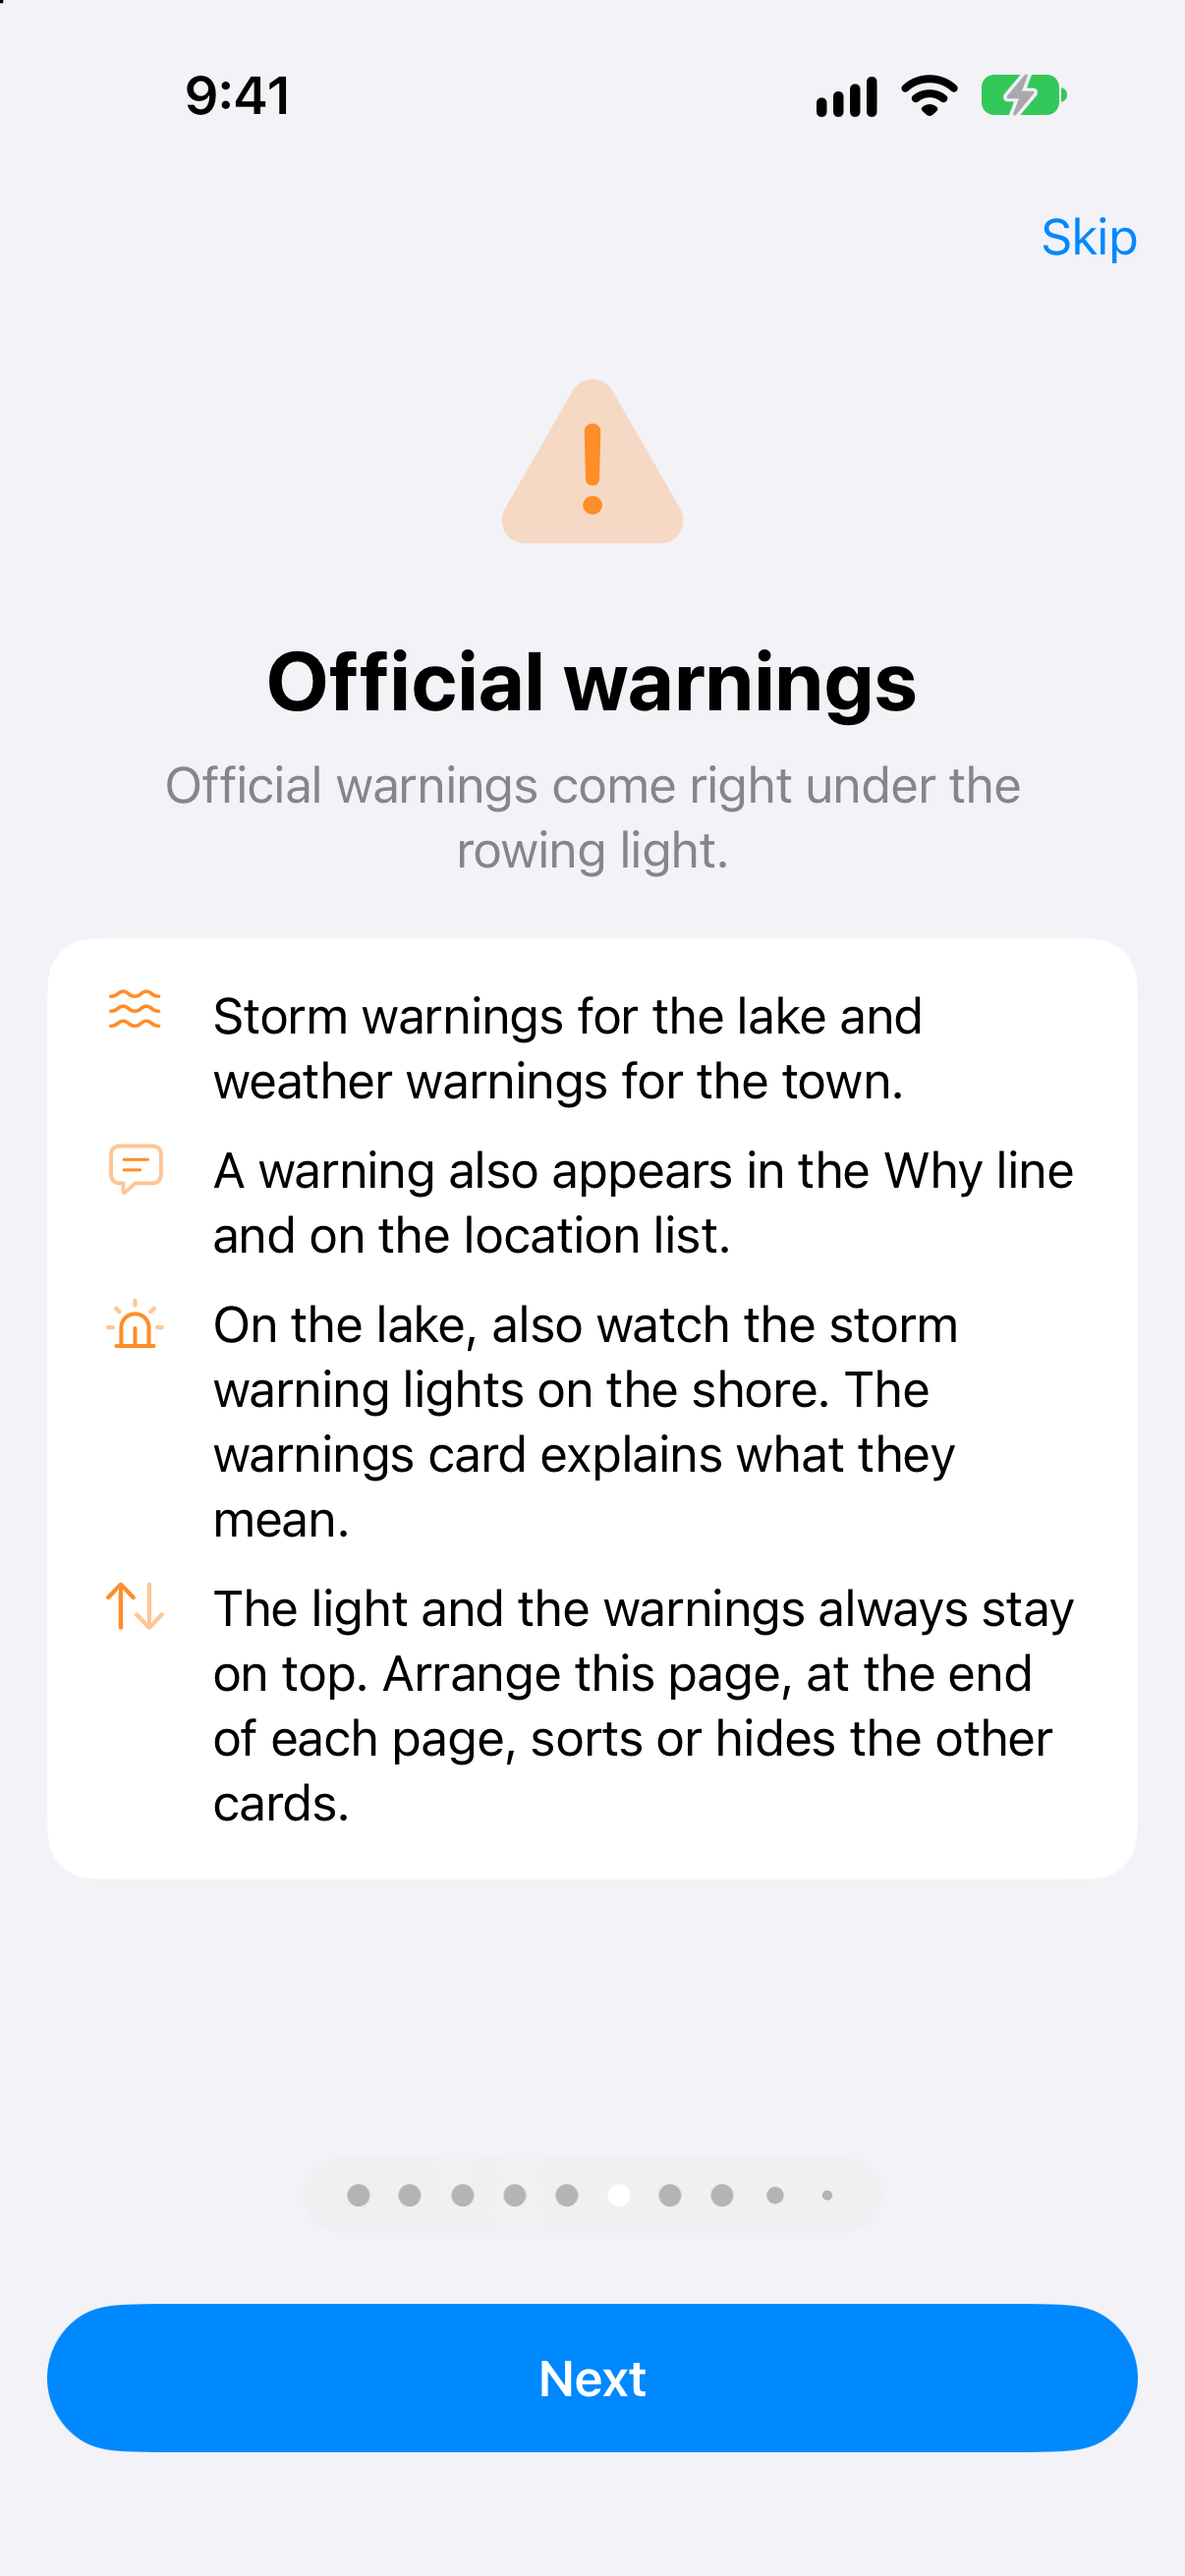 9:41
Skip
Official warnings
Official warnings come right under the
rowing light.
Storm warnings for the lake and
weather warnings for the town.
A warning also appears in the Why line
and on the location list.
On the lake, also watch the storm
warning lights on the shore. The
warnings card explains what they
mean.
The light and the warnings always stay
on top. Arrange this page, at the end
of each page, sorts or hides the other
cards.
Next